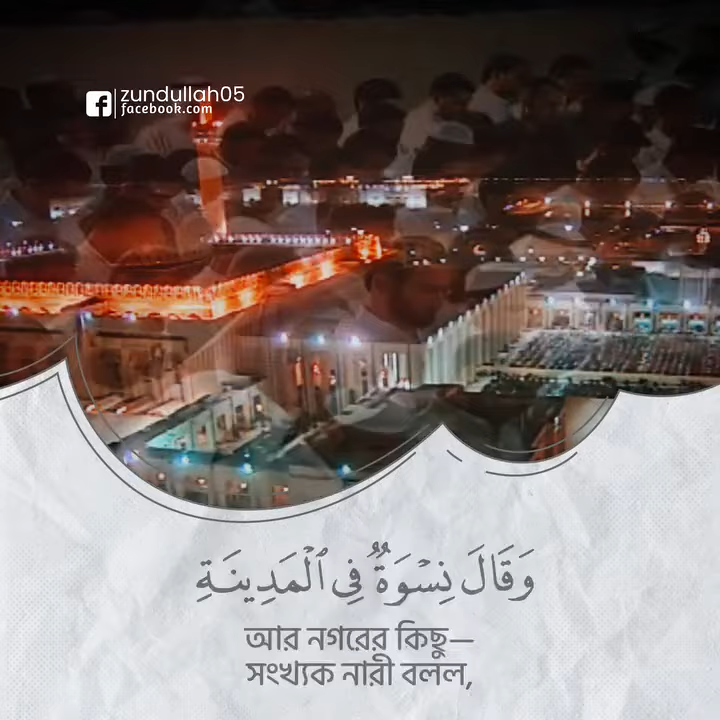 zundullah05
facebook.com
وَقَالَ نِسۡوَةٞ فِي ٱلۡمَدِينَةِ
আর নগরের কিছু—
সংখ্যক নারী বলল,